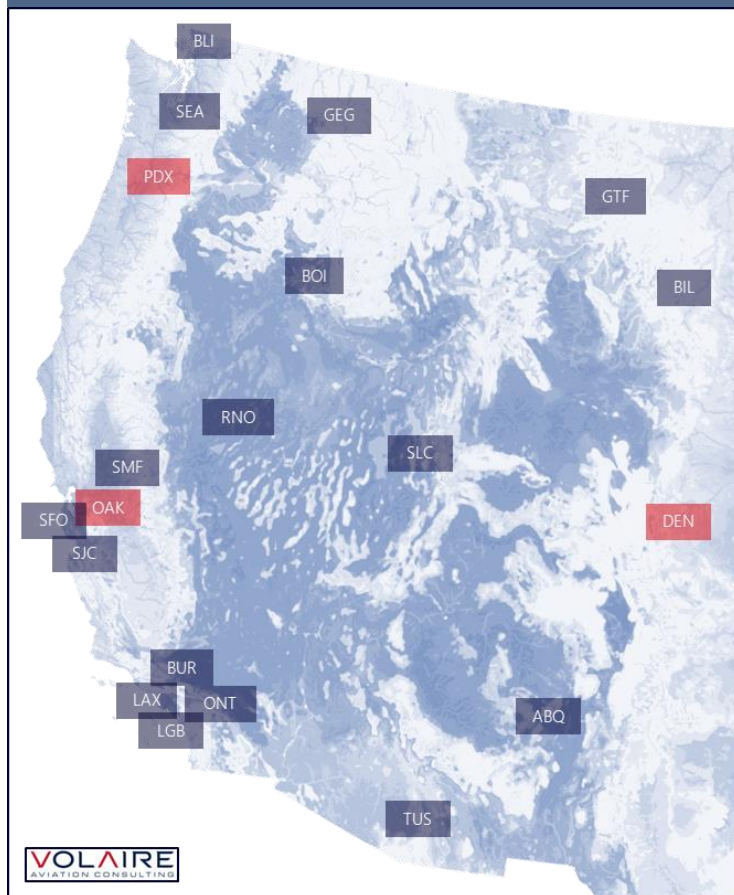 BLI
SEA
GEG
PDX
GTF
BOI
BIL
RNO
SLC
SMF
OAK
SFO
DEN
SJC
BUR
LAX
ONT
ABQ
LGB
TUS
VOLAIRE
AVIATION CONSULTING